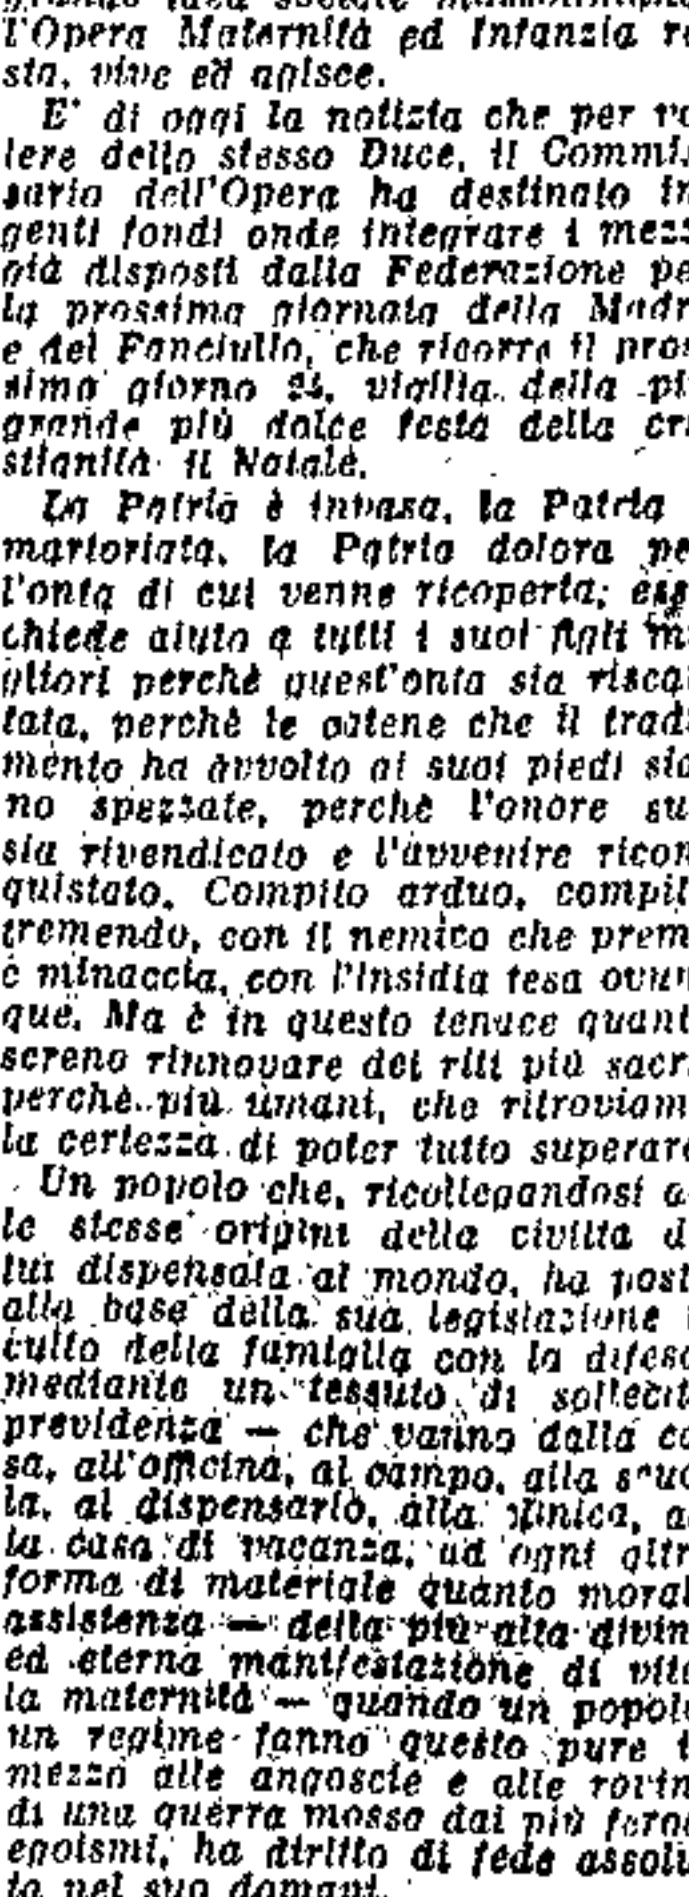 l'Opera Maternità ed Infanzia re
sta, vive ed agisce.
E' di oggi la notizia che per vo
lere dello stesso Duce, il Commis
sario dell'Opera ha destinato in
genti fondi onde integrare i mezz
già disposti dalla Federazione pe
la prossima giornata della Madr
e del Fanciullo, che ricorre il pros
simo giorno 24, vigilia della pi
grande più dolce festa della cri
stianità il Natale.
La Patria è invasa, la Patria
martoriata, la Patria dolora pe
l'onta di cui venne ricoperta; ess
chiede aiuto a tutti i suoi figli m
gliori perchè quest'onta sia risca
tata, perchè le catene che il tradi
mento ha avvolto ai suoi piedi sia
no spezzate, perchè l'onore su
sia rivendicato e l'avvenire ricon
quistato. Compito arduo, compit
tremendo, con il nemico che prem
e minaccia, con l'insidia tesa ovun
que. Ma è in questo tenace quant
sereno rinnovare dei riti più sacr
perchè più umani, che ritroviam
la certezza di poter tutto superare
Un popolo che, ricollegandosi a
le stesse origini della civiltà d
lui dispensata al mondo, ha post
alla base della sua legislazione i
culto della famiglia con la difesa
mediante un tessuto di sollecit
previdenza — che vanno dalla ca
sa, all'officina, al campo, alla scuo
la, al dispensario, alla clinica, a
la casa di vacanza, ad ogni altr
forma di materiale quanto moral
assistenza — della più alta divin
ed eterna manifestazione di vita
la maternità — quando un popolo
un regime fanno questo pure i
mezzo alle angoscie e alle rovin
di una guerra mossa dai più feroc
egoismi, ha diritto di fede assolu
ta nel suo domani.